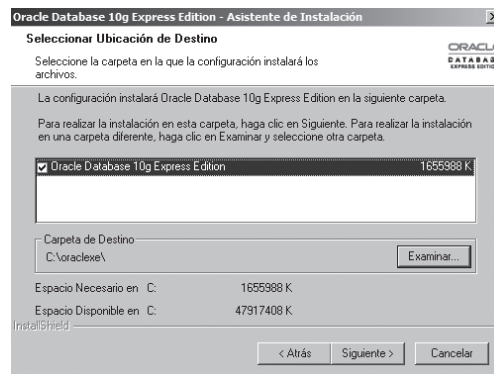 Oracle Database 10g Express Edition - Asistente de Instalación
Seleccionar Ubicación de Destino
Seleccione la carpeta en la que la configuración instalará los
archivos.
ORACLE
DATABASE
EXPRESS EDITION
La configuración instalará Oracle Database 10g Express Edition en la siguiente carpeta.
Para realizar la instalación en esta carpeta, haga clic en Siguiente. Para realizar la instalación
en una carpeta diferente, haga clic en Examinar y seleccione otra carpeta.
Oracle Database 10g Express Edition 1655988 K
Carpeta de Destino
C:\oraclexe\ Examinar...
Espacio Necesario en C: 1655988 K
Espacio Disponible en C: 47917408 K
InstallShield
< Atrás Siguiente > Cancelar